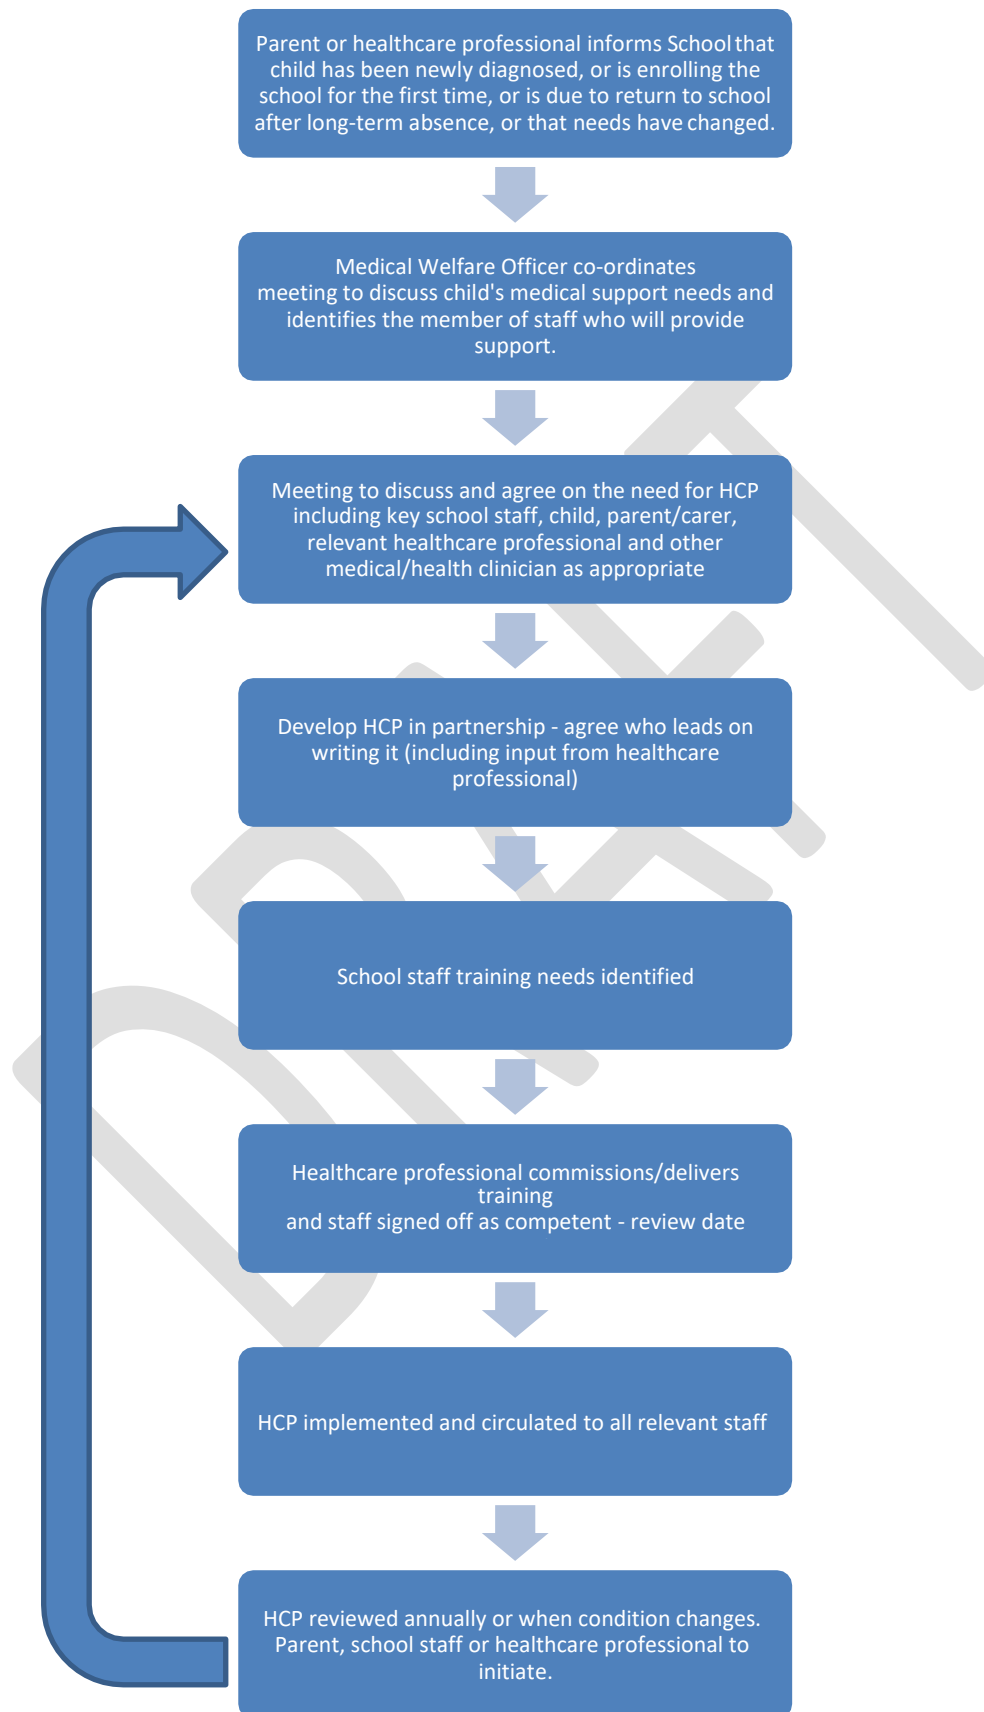 Parent or healthcare professional informs School that
child has been newly diagnosed, or is enrolling the
school for the first time, or is due to return to school
after long-term absence, or that needs have changed.
Medical Welfare Officer co-ordinates
meeting to discuss child's medical support needs and
identifies the member of staff who will provide
support.
Meeting to discuss and agree on the need for HCP
including key school staff, child, parent/carer,
relevant healthcare professional and other
medical/health clinician as appropriate
Develop HCP in partnership - agree who leads on
writing it (including input from healthcare
professional)
School staff training needs identified
Healthcare professional commissions/delivers
training
and staff signed off as competent - review date
HCP implemented and circulated to all relevant staff
HCP reviewed annually or when condition changes.
Parent, school staff or healthcare professional to
initiate.
DRAFT